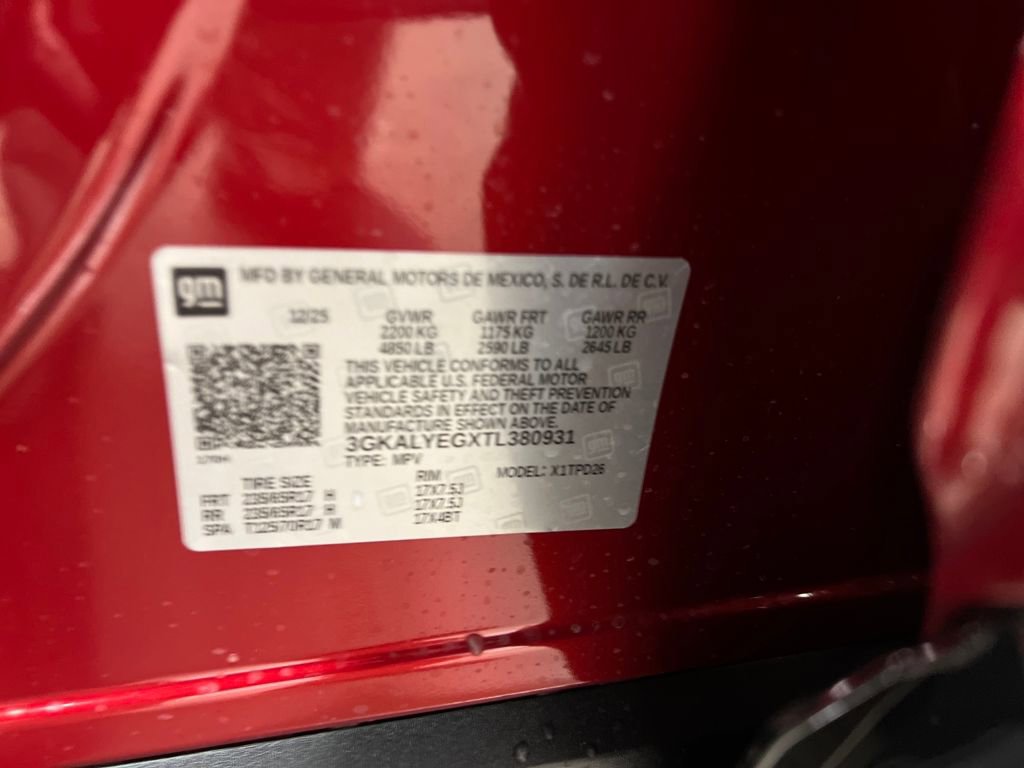 gm MFD BY GENERAL MOTORS DE MEXICO, S. DE R.L. DE C.V.
12/25 GVWR GAWR FRT GAWR RR
2200 KG 1175 KG 1200 KG
4850 LB 2590 LB 2645 LB
THIS VEHICLE CONFORMS TO ALL
APPLICABLE U.S. FEDERAL MOTOR
VEHICLE SAFETY AND THEFT PREVENTION
STANDARDS IN EFFECT ON THE DATE OF
MANUFACTURE SHOWN ABOVE.
3GKALYEGXTL380931
TYPE: MPV MODEL: X1TPD26
TIRE SIZE RIM
FRT 235/65R17 H 17X7.5J
RR 235/65R17 H 17X7.5J
SPA T125/70R17 M 17X4BT